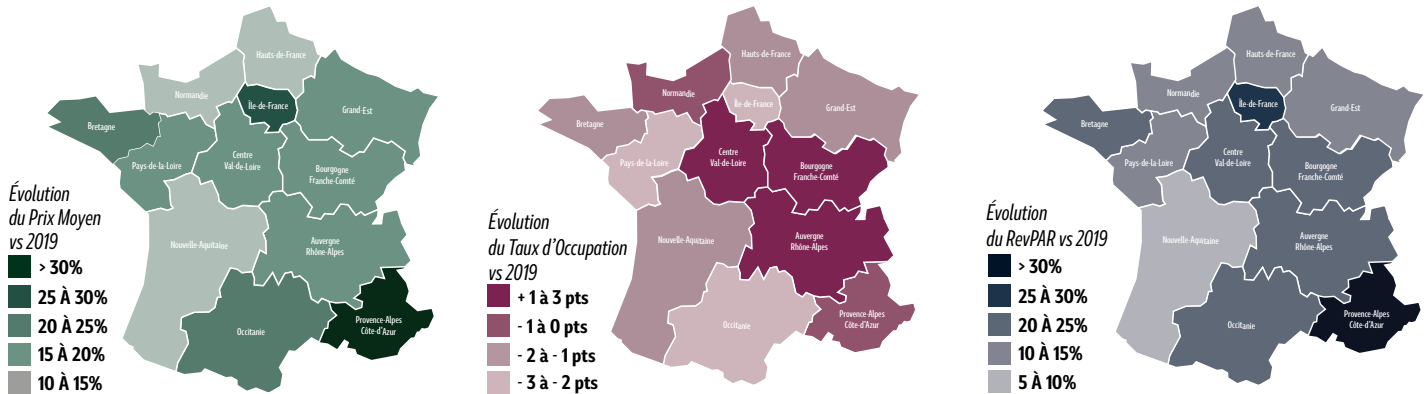 Hauts-de-France
Normandie
Île-de-France
Grand-Est
Bretagne
Pays-de-la-Loire
Centre
Val-de-Loire
Bourgogne
Franche-Comté
Nouvelle-Aquitaine
Auvergne
Rhône-Alpes
Occitanie
Provence-Alpes
Côte-d'Azur
Évolution
du Prix Moyen
vs 2019
> 30%
25 À 30%
20 À 25%
15 À 20%
10 À 15%
Hauts-de-France
Normandie
Île-de-France
Grand-Est
Bretagne
Pays-de-la-Loire
Centre
Val-de-Loire
Bourgogne
Franche-Comté
Nouvelle-Aquitaine
Auvergne
Rhône-Alpes
Occitanie
Provence-Alpes
Côte-d'Azur
Évolution
du Taux d'Occupation
vs 2019
+ 1 à 3 pts
- 1 à 0 pts
- 2 à - 1 pts
- 3 à - 2 pts
Hauts-de-France
Normandie
Île-de-France
Grand-Est
Bretagne
Pays-de-la-Loire
Centre
Val-de-Loire
Bourgogne
Franche-Comté
Nouvelle-Aquitaine
Auvergne
Rhône-Alpes
Occitanie
Provence-Alpes
Côte-d'Azur
Évolution
du RevPAR vs 2019
> 30%
25 À 30%
20 À 25%
10 À 15%
5 À 10%